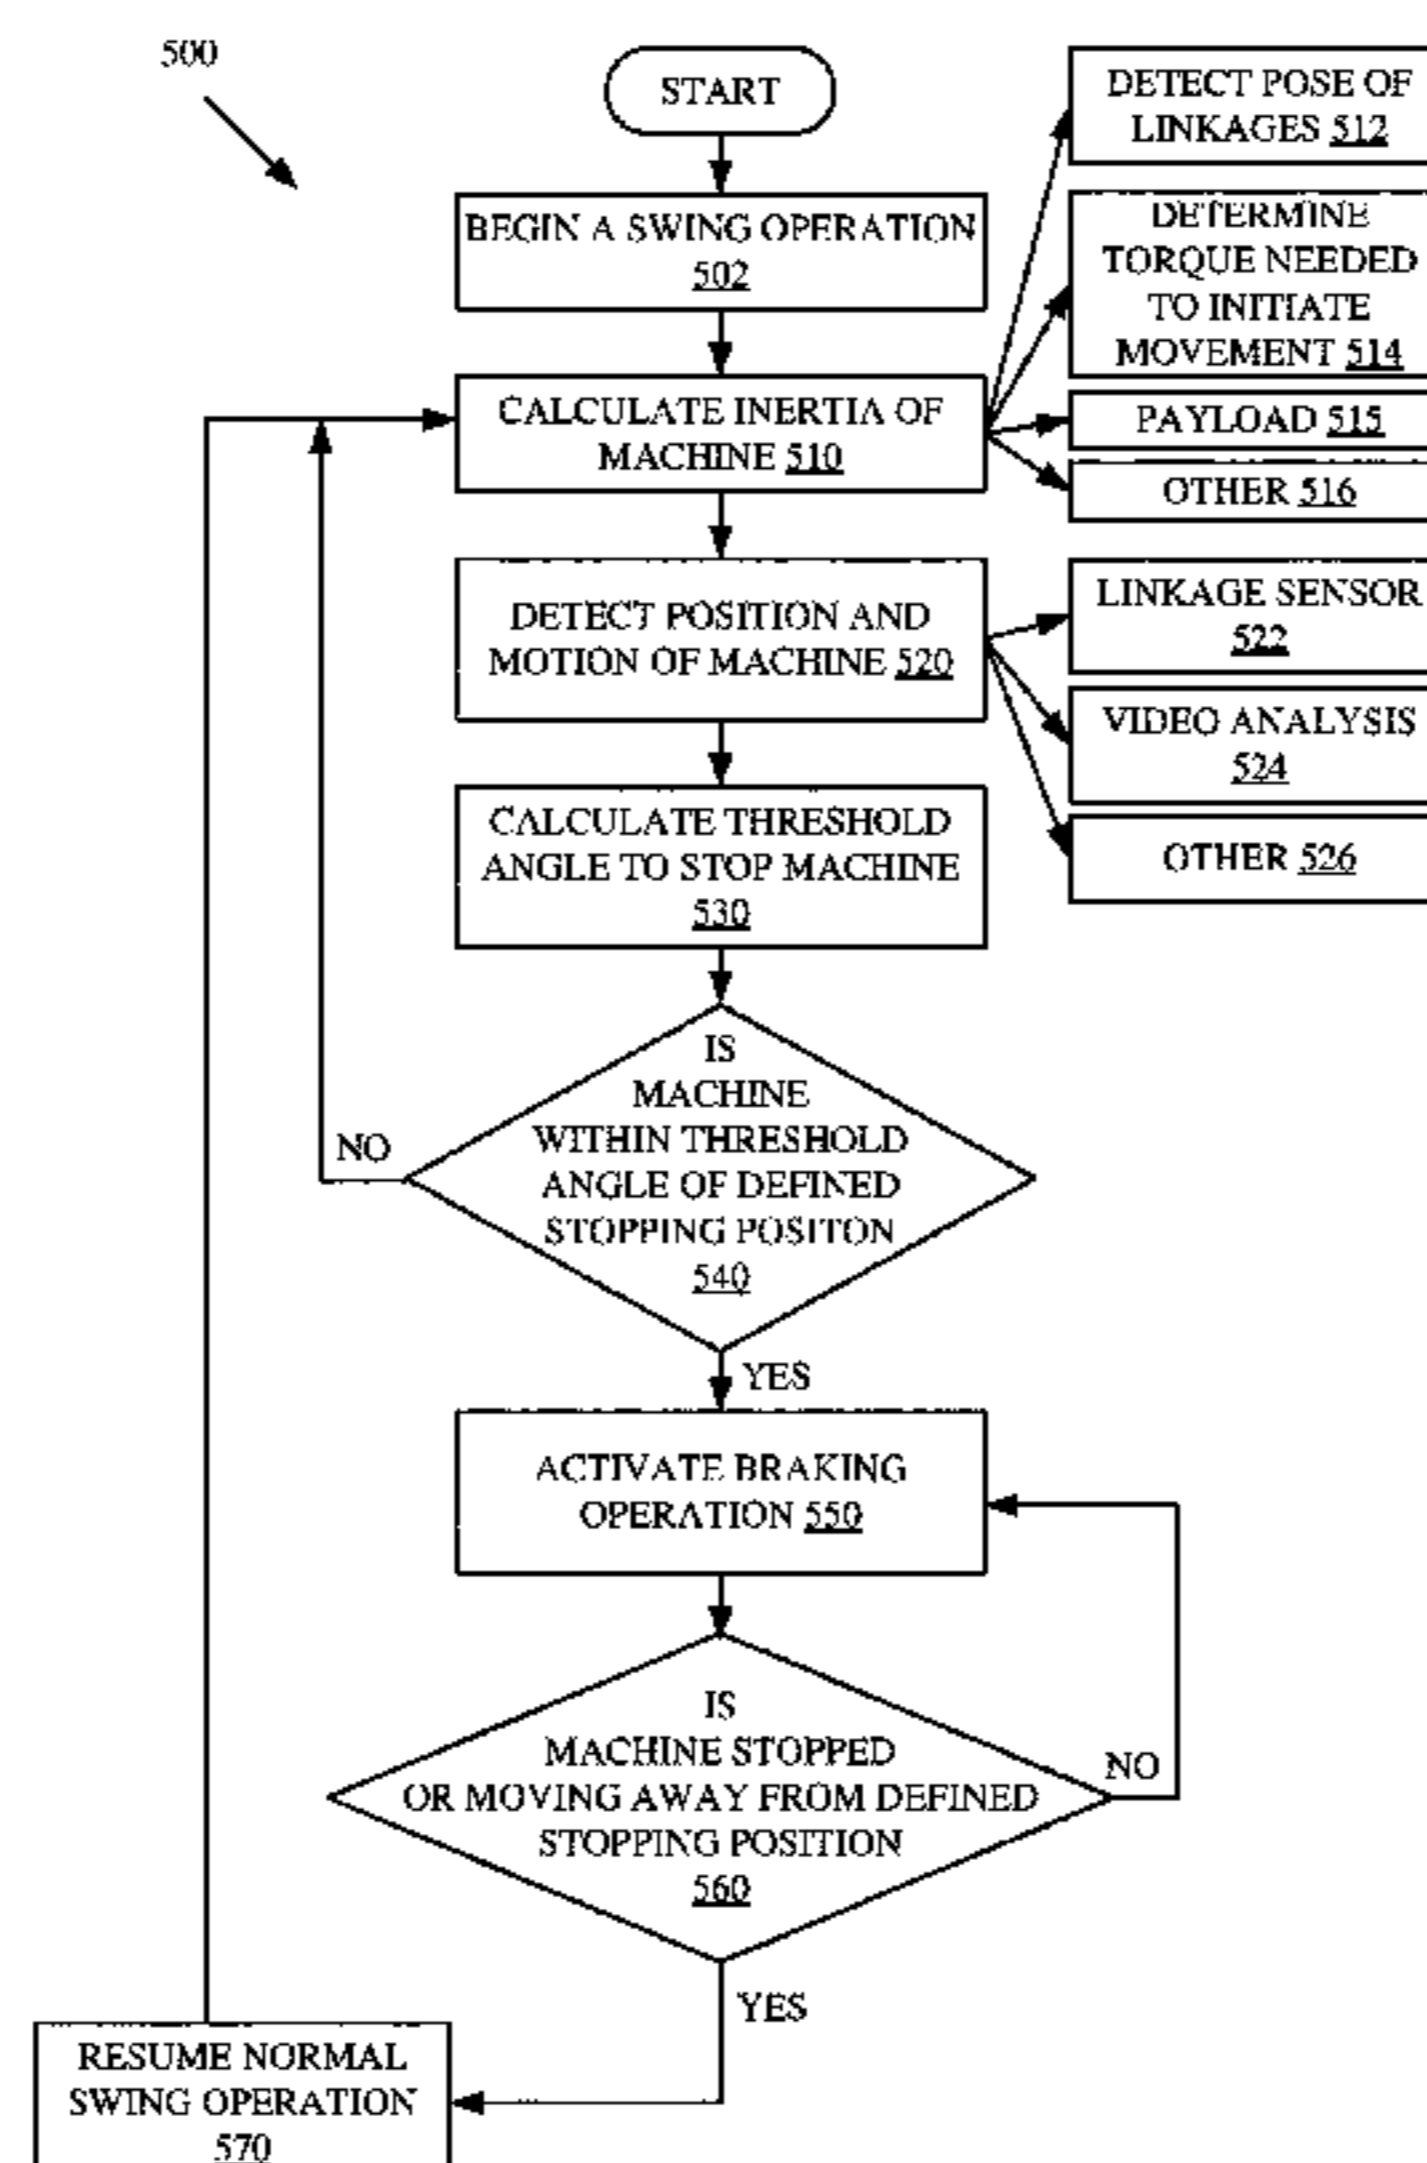 500
START
DETECT POSE OF
LINKAGES 512
BEGIN A SWING OPERATION
502
DETERMINE
TORQUE NEEDED
TO INITIATE
MOVEMENT 514
CALCULATE INERTIA OF
MACHINE 510
PAYLOAD 515
OTHER 516
DETECT POSITION AND
MOTION OF MACHINE 520
LINKAGE SENSOR
522
VIDEO ANALYSIS
524
OTHER 526
CALCULATE THRESHOLD
ANGLE TO STOP MACHINE
530
IS
MACHINE
WITHIN THRESHOLD
ANGLE OF DEFINED
STOPPING POSITON
540
NO
YES
ACTIVATE BRAKING
OPERATION 550
IS
MACHINE STOPPED
OR MOVING AWAY FROM DEFINED
STOPPING POSITION
560
NO
YES
RESUME NORMAL
SWING OPERATION
570